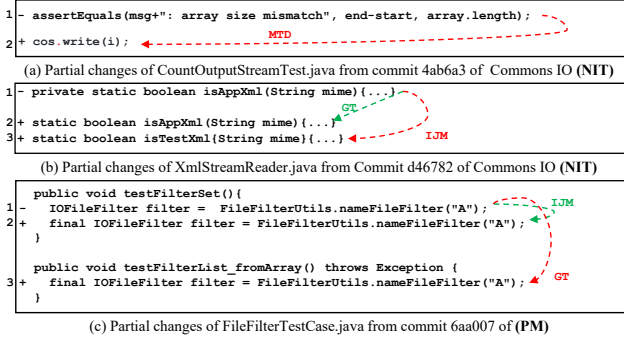 1 - assertEquals(msg+": array size mismatch", end-start, array.length);
MTD
2 + cos.write(i);
(a) Partial changes of CountOutputStreamTest.java from commit 4ab6a3 of Commons IO (NIT)
1 - private static boolean isAppXml(String mime){...}
GT
2 + static boolean isAppXml(String mime){...}
3 + static boolean isTestXml{String mime}{...}
IJM
(b) Partial changes of XmlStreamReader.java from Commit d46782 of Commons IO (NIT)
public void testFilterSet(){
1 - IOFileFilter filter = FileFilterUtils.nameFileFilter("A");
IJM
2 + final IOFileFilter filter = FileFilterUtils.nameFileFilter("A");
}
public void testFilterList_fromArray() throws Exception {
GT
3 + final IOFileFilter filter = FileFilterUtils.nameFileFilter("A");
}
(c) Partial changes of FileFilterTestCase.java from commit 6aa007 of (PM)